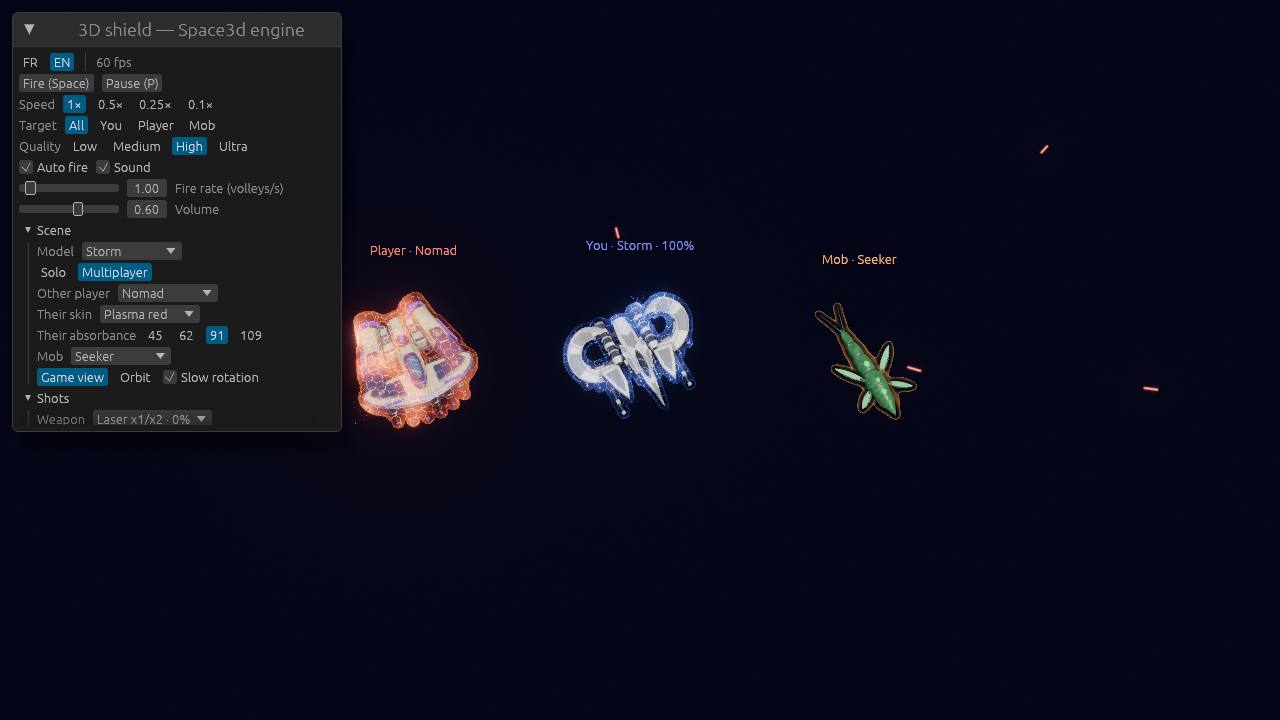 3D shield — Space3d engine
FR EN 60 fps
Fire (Space) Pause (P)
Speed 1× 0.5× 0.25× 0.1×
Target All You Player Mob
Quality Low Medium High Ultra
Auto fire Sound
1.00 Fire rate (volleys/s)
0.60 Volume
Scene
Model Storm
Solo Multiplayer
Other player Nomad
Their skin Plasma red
Their absorbance 45 62 91 109
Mob Seeker
Game view Orbit Slow rotation
Shots
Weapon Laser x1/x2 · 0%
Player · Nomad
You · Storm · 100%
Mob · Seeker